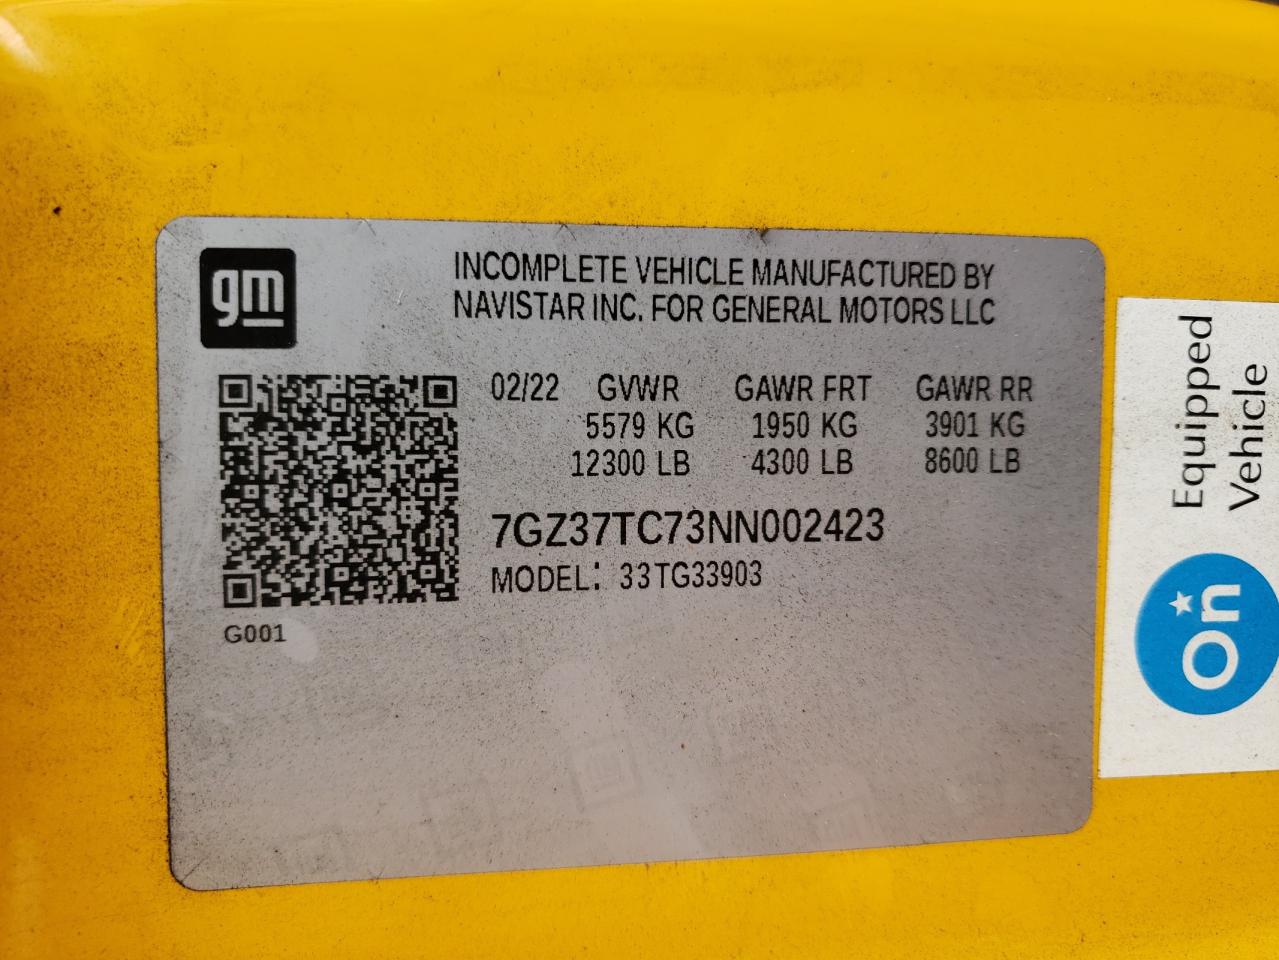 gm
INCOMPLETE VEHICLE MANUFACTURED BY
NAVISTAR INC. FOR GENERAL MOTORS LLC
02/22 GVWR GAWR FRT GAWR RR
5579 KG 1950 KG 3901 KG
12300 LB 4300 LB 8600 LB
7GZ37TC73NN002423
MODEL: 33TG33903
G001
On
Equipped
Vehicle